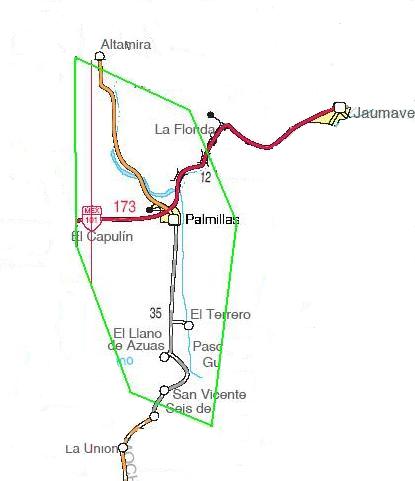 Altamira
Jaumave
La Florida
12
173
MEX
101
Palmillas
El Capulín
35
El Terrero
El Llano
de Azuas
Paso
Gu
no
San Vicente
Seis de
La Union